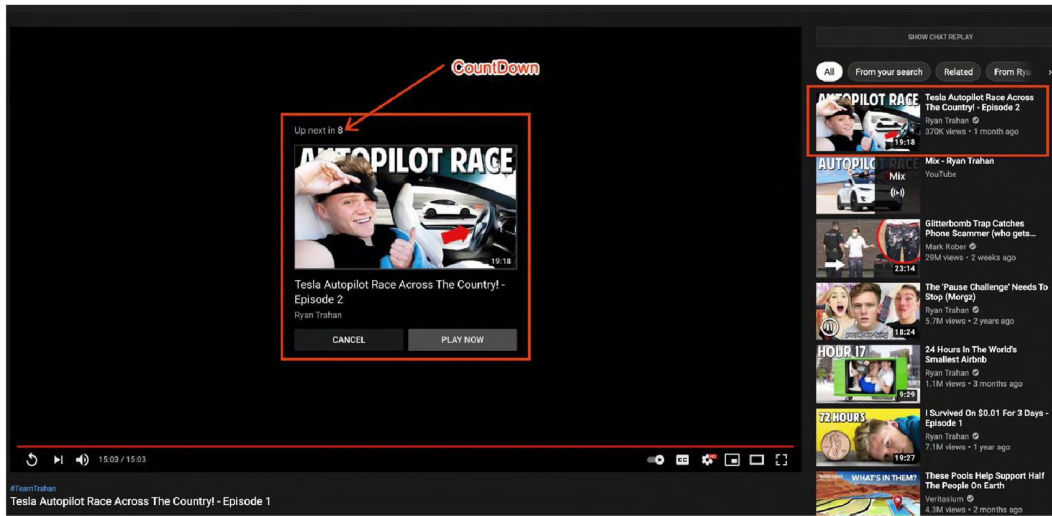 CountDown
Up next in 8
AUTOPILOT RACE
19:18
Tesla Autopilot Race Across The Country! -
Episode 2
Ryan Trahan
CANCEL
PLAY NOW
15:03 / 15:03
CC
HD
#TeamTrahan
Tesla Autopilot Race Across The Country! - Episode 1
SHOW CHAT REPLAY
All
From your search
Related
From Rya
AUTOPILOT RACE
19:18
Tesla Autopilot Race Across
The Country! - Episode 2
Ryan Trahan
370K views • 1 month ago
AUTOPILOT RACE
Mix
Mix - Ryan Trahan
YouTube
23:14
Glitterbomb Trap Catches
Phone Scammer (who gets...
Mark Rober
29M views • 2 weeks ago
18:24
The 'Pause Challenge' Needs To
Stop (Morgz)
Ryan Trahan
5.7M views • 2 years ago
HOUR 17
9:29
24 Hours In The World's
Smallest Airbnb
Ryan Trahan
1.1M views • 3 months ago
72 HOURS
19:27
I Survived On $0.01 For 3 Days -
Episode 1
Ryan Trahan
7.1M views • 1 year ago
WHAT'S IN THEM?
These Pools Help Support Half
The People On Earth
Veritasium
4.3M views • 2 months ago